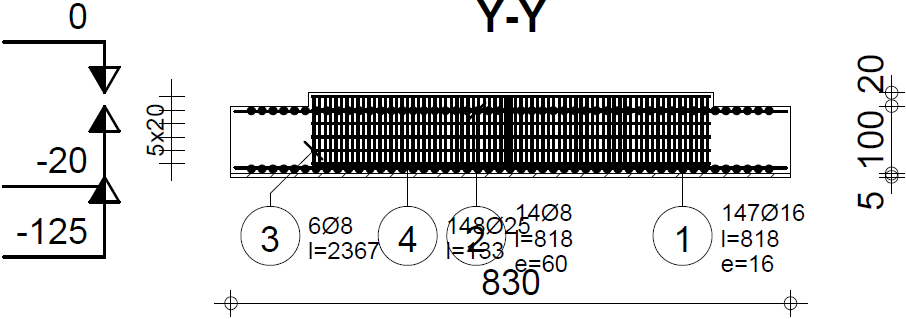 Y-Y
0
-20
-125
5x20
20
100
5
3
6Ø8
l=2367
4
148Ø25
l=133
2
14Ø8
l=818
e=60
1
147Ø16
l=818
e=16
830